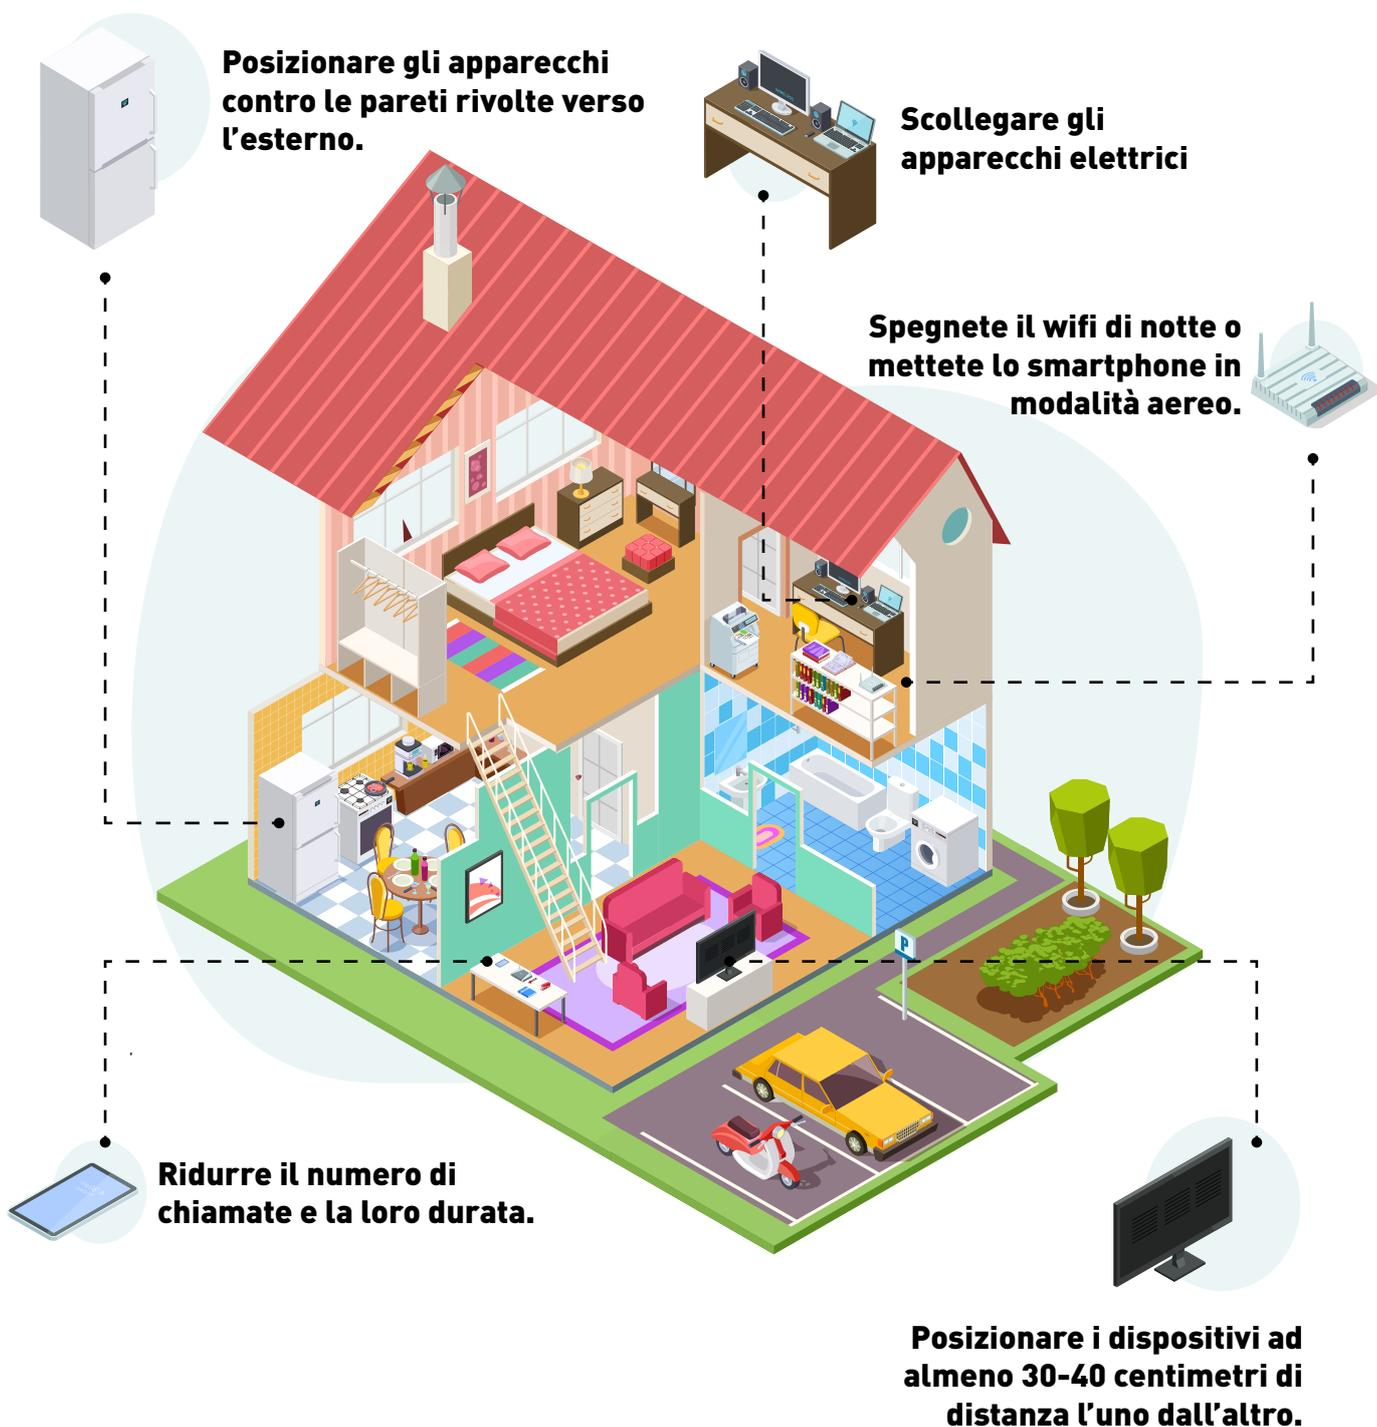 Posizionare gli apparecchi
contro le pareti rivolte verso
l'esterno.
Scollegare gli
apparecchi elettrici
Spegnete il wifi di notte o
mettete lo smartphone in
modalità aereo.
P
Ridurre il numero di
chiamate e la loro durata.
Posizionare i dispositivi ad
almeno 30-40 centimetri di
distanza l'uno dall'altro.